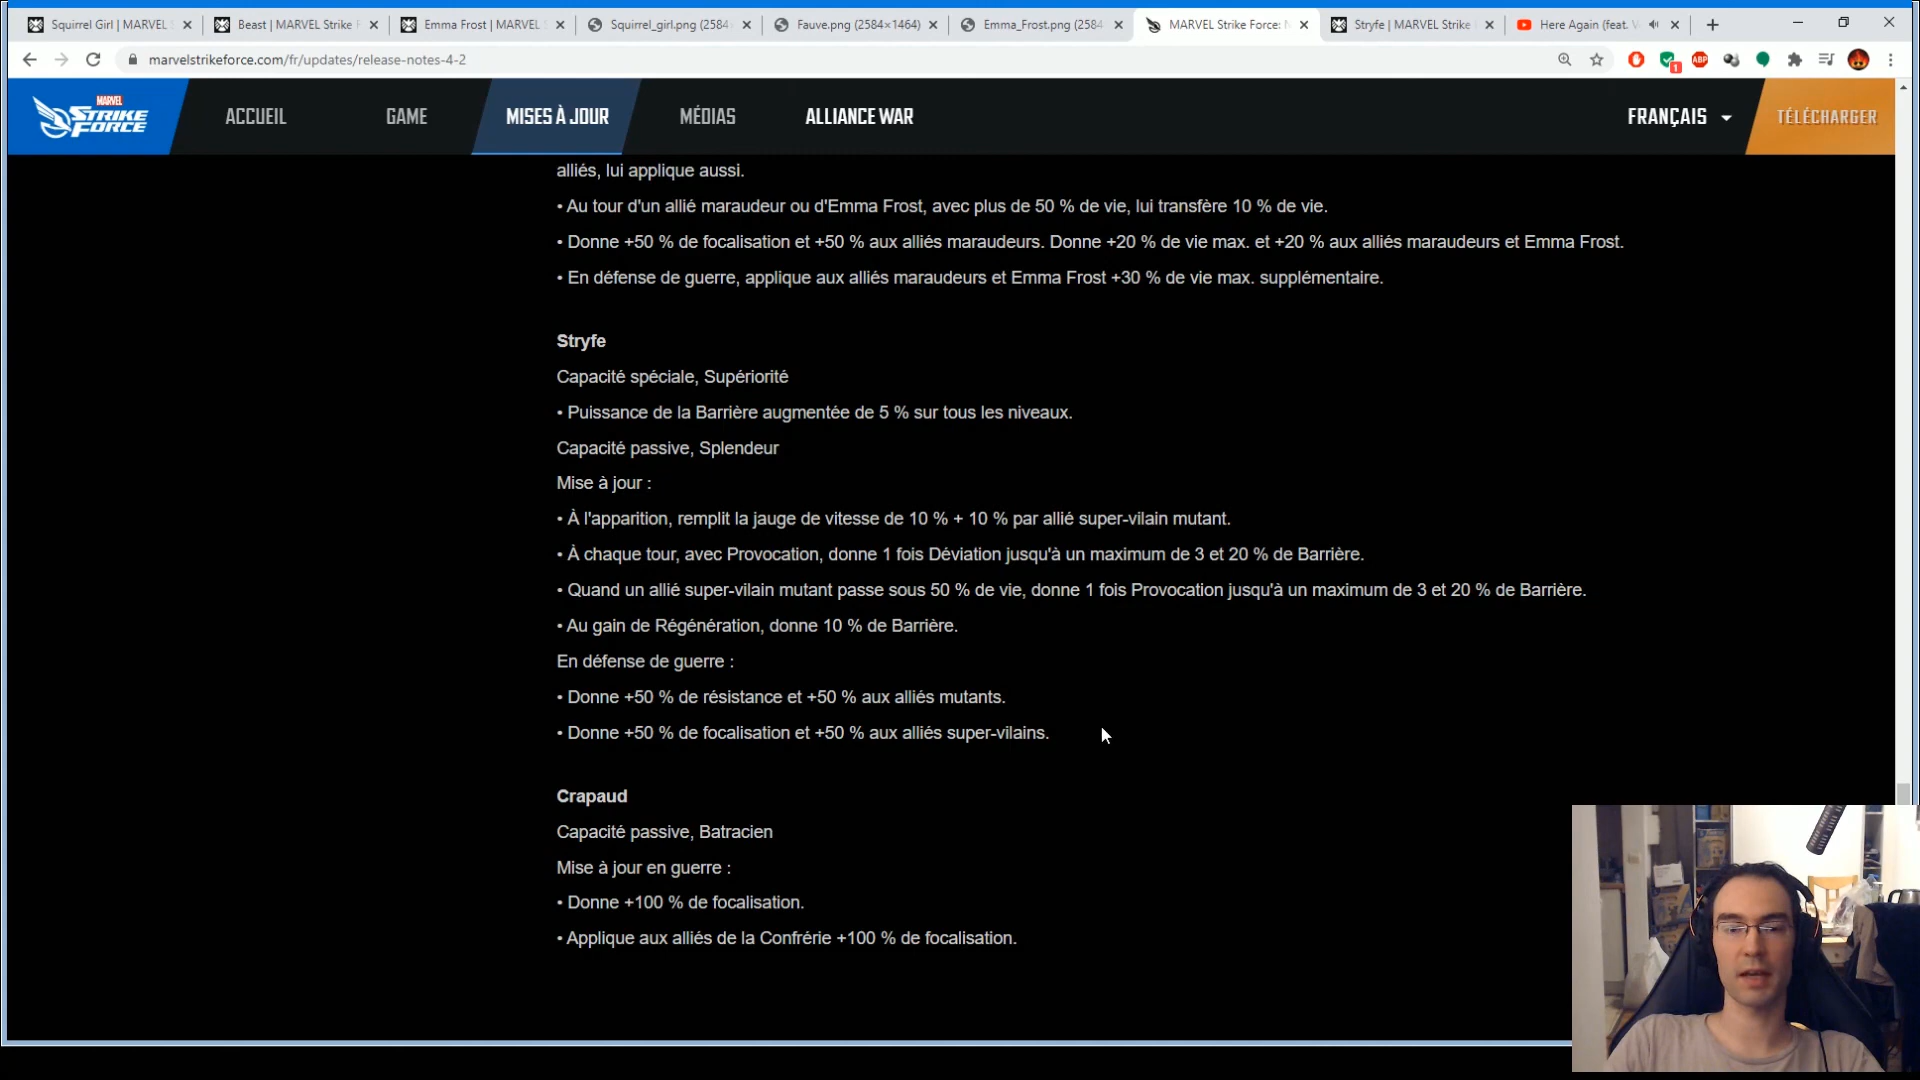 Squirrel Girl | MARVEL
Beast | MARVEL Strike F
Emma Frost | MARVEL S
Squirrel_girl.png (2584
Fauve.png (2584×1464)
Emma_Frost.png (2584
MARVEL Strike Force:
Stryfe | MARVEL Strike
Here Again (feat.
marvelstrikeforce.com/fr/updates/release-notes-4-2
1
ABP
MARVEL
STRIKE
FORCE
ACCUEIL
GAME
MISES À JOUR
MÉDIAS
ALLIANCE WAR
FRANÇAIS
TÉLÉCHARGER
alliés, lui applique aussi.
• Au tour d'un allié maraudeur ou d'Emma Frost, avec plus de 50 % de vie, lui transfère 10 % de vie.
• Donne +50 % de focalisation et +50 % aux alliés maraudeurs. Donne +20 % de vie max. et +20 % aux alliés maraudeurs et Emma Frost.
• En défense de guerre, applique aux alliés maraudeurs et Emma Frost +30 % de vie max. supplémentaire.
Stryfe
Capacité spéciale, Supériorité
• Puissance de la Barrière augmentée de 5 % sur tous les niveaux.
Capacité passive, Splendeur
Mise à jour :
• À l'apparition, remplit la jauge de vitesse de 10 % + 10 % par allié super-vilain mutant.
• À chaque tour, avec Provocation, donne 1 fois Déviation jusqu'à un maximum de 3 et 20 % de Barrière.
• Quand un allié super-vilain mutant passe sous 50 % de vie, donne 1 fois Provocation jusqu'à un maximum de 3 et 20 % de Barrière.
• Au gain de Régénération, donne 10 % de Barrière.
En défense de guerre :
• Donne +50 % de résistance et +50 % aux alliés mutants.
• Donne +50 % de focalisation et +50 % aux alliés super-vilains.
Crapaud
Capacité passive, Batracien
Mise à jour en guerre :
• Donne +100 % de focalisation.
• Applique aux alliés de la Confrérie +100 % de focalisation.